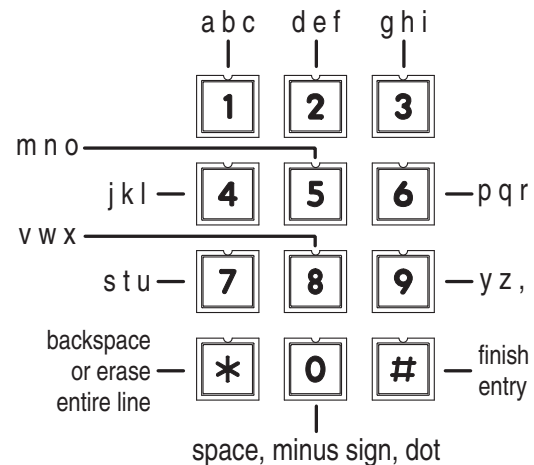 a b c d e f g h i
1 2 3
m n o
j k l 4 5 6 p q r
v w x
s t u 7 8 9 y z ,
backspace
or erase
entire line
* 0 #
finish
entry
space, minus sign, dot